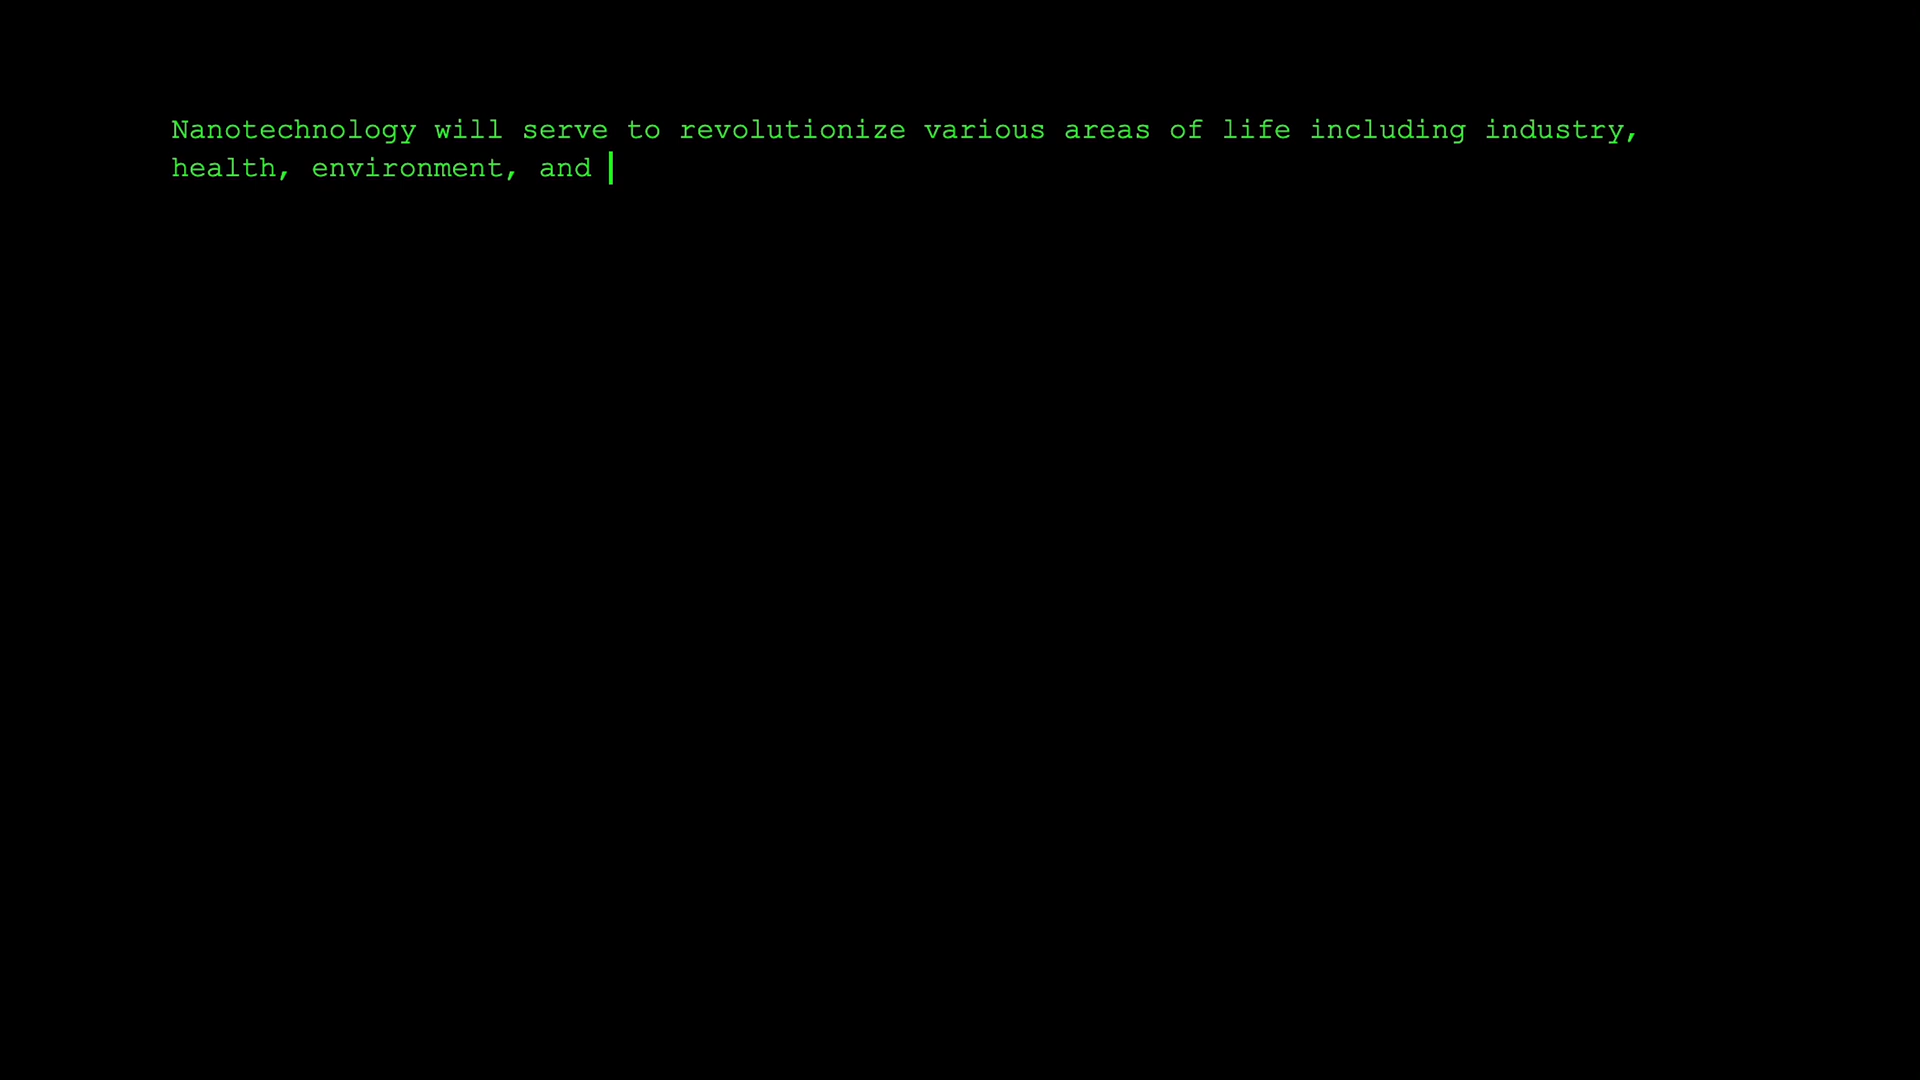 Nanotechnology will serve to revolutionize various areas of life including industry,
health, environment, and